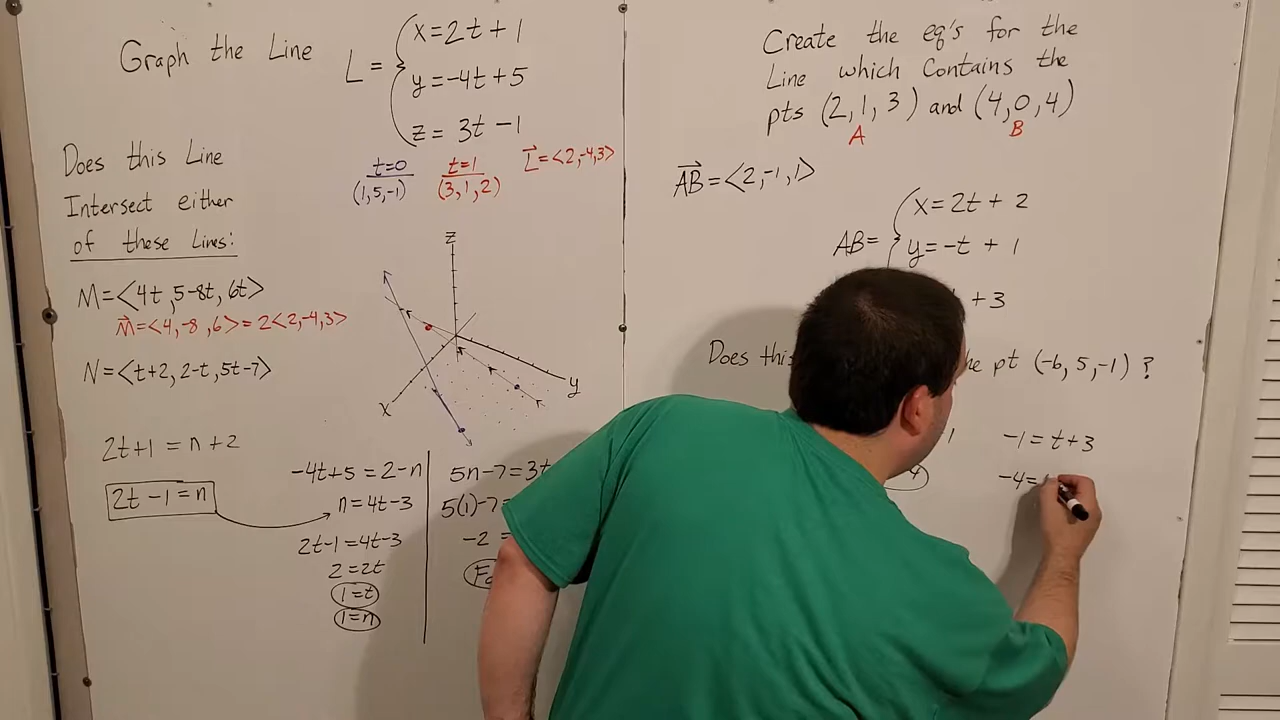 Graph the Line
L = { x=2t+1
y=-4t+5
z=3t-1
t=0
(1,5,-1)
t=1
(3,1,2)
L⃗=<2,-4,3>
Does this Line
Intersect either
of these Lines:
M=<4t,5-8t,6t>
M⃗=<4,-8,6>=2<2,-4,3>
N=<t+2,2-t,5t-7>
z
x
y
2t+1=n+2
2t-1=n
-4t+5=2-n
n=4t-3
2t-1=4t-3
2=2t
1=t
1=n
5n-7=3t
5(1)-7=
-2=
Create the eq's for the
Line which Contains the
pts (2,1,3) and (4,0,4)
A
B
AB⃗=<2,-1,1>
AB= { x=2t+2
y=-t+1
+3
Does this
pt (-6,5,-1)?
-1=t+3
-4=